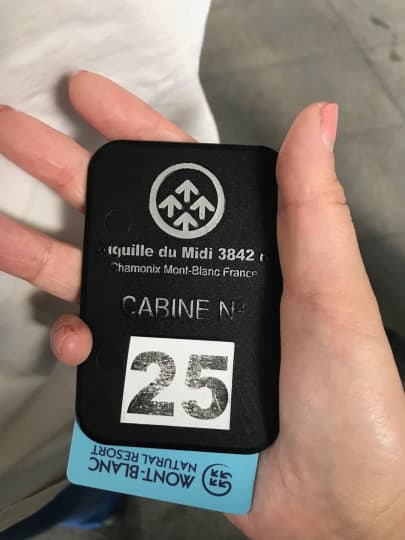 iguille du Midi 3842
Chamonix Mont-Blanc France
CABINE N°
25
MONT-BLANC
NATURAL RESORT